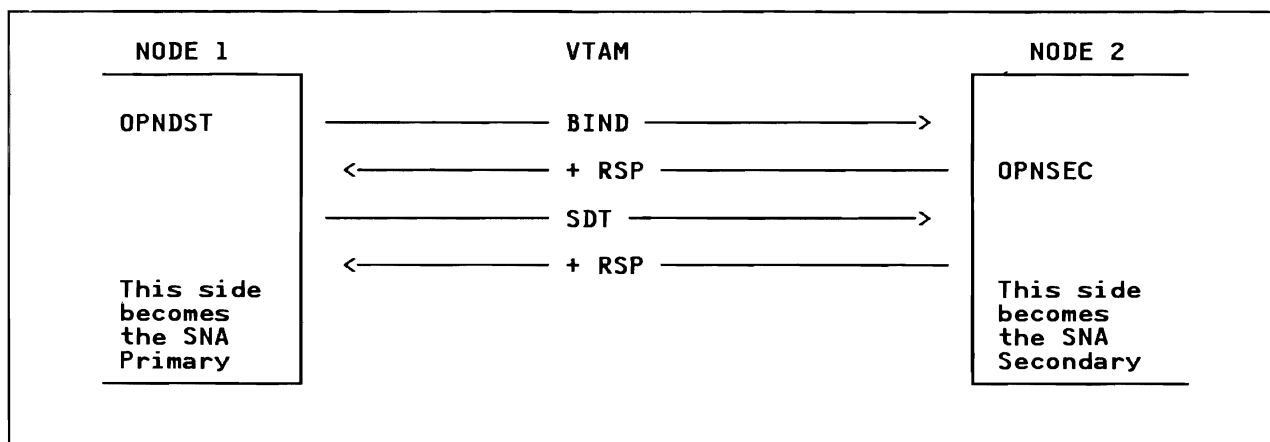 NODE 1 VTAM NODE 2
OPNDST BIND
+ RSP OPNSEC
SDT
+ RSP
This side
becomes
the SNA
Primary
This side
becomes
the SNA
Secondary